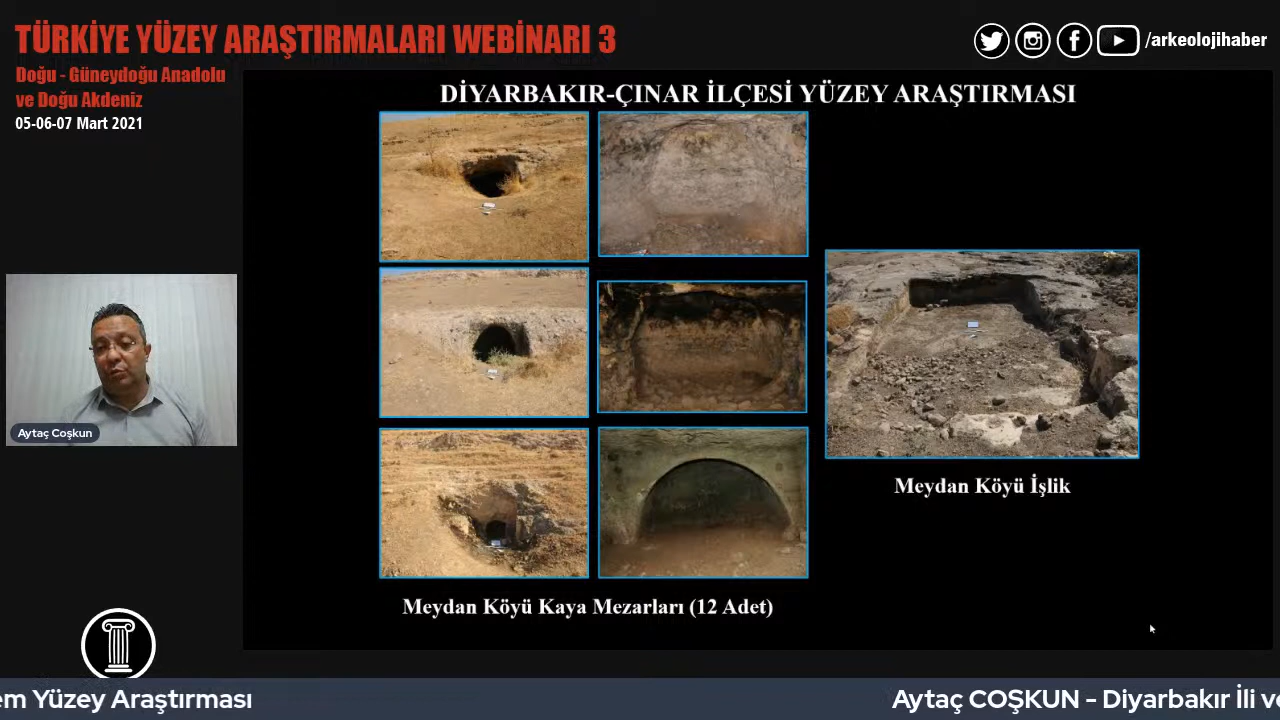 TÜRKİYE YÜZEY ARAŞTIRMALARI WEBİNARI 3
Doğu - Güneydoğu Anadolu
ve Doğu Akdeniz
05-06-07 Mart 2021
/arkeolojihaber
DİYARBAKIR-ÇINAR İLÇESİ YÜZEY ARAŞTIRMASI
Aytaç Coşkun
Meydan Köyü İşlik
Meydan Köyü Kaya Mezarları (12 Adet)
em Yüzey Araştırması
Aytaç COŞKUN - Diyarbakır İli ve